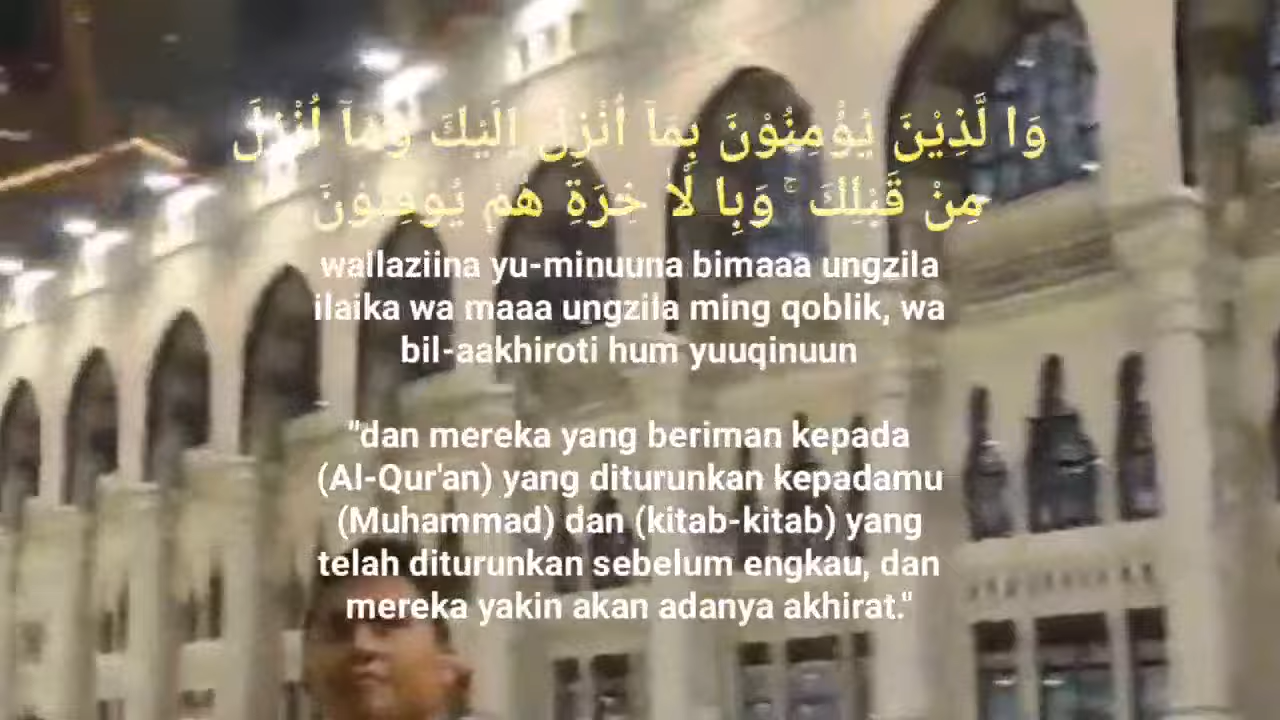 وَا لَّذِيْنَ يُؤْمِنُوْنَ بِمَاۤ اُنْزِلَ اِلَيْكَ وَمَاۤ اُنْزِلَ
مِنْ قَبْلِكَ ۚ وَبِا لْاٰ خِرَةِ هُمْ يُوْقِنُوْنَ
wallaziina yu-minuuna bimaaa ungzila
ilaika wa maaa ungzila ming qoblik, wa
bil-aakhiroti hum yuuqinuun
"dan mereka yang beriman kepada
(Al-Qur'an) yang diturunkan kepadamu
(Muhammad) dan (kitab-kitab) yang
telah diturunkan sebelum engkau, dan
mereka yakin akan adanya akhirat."